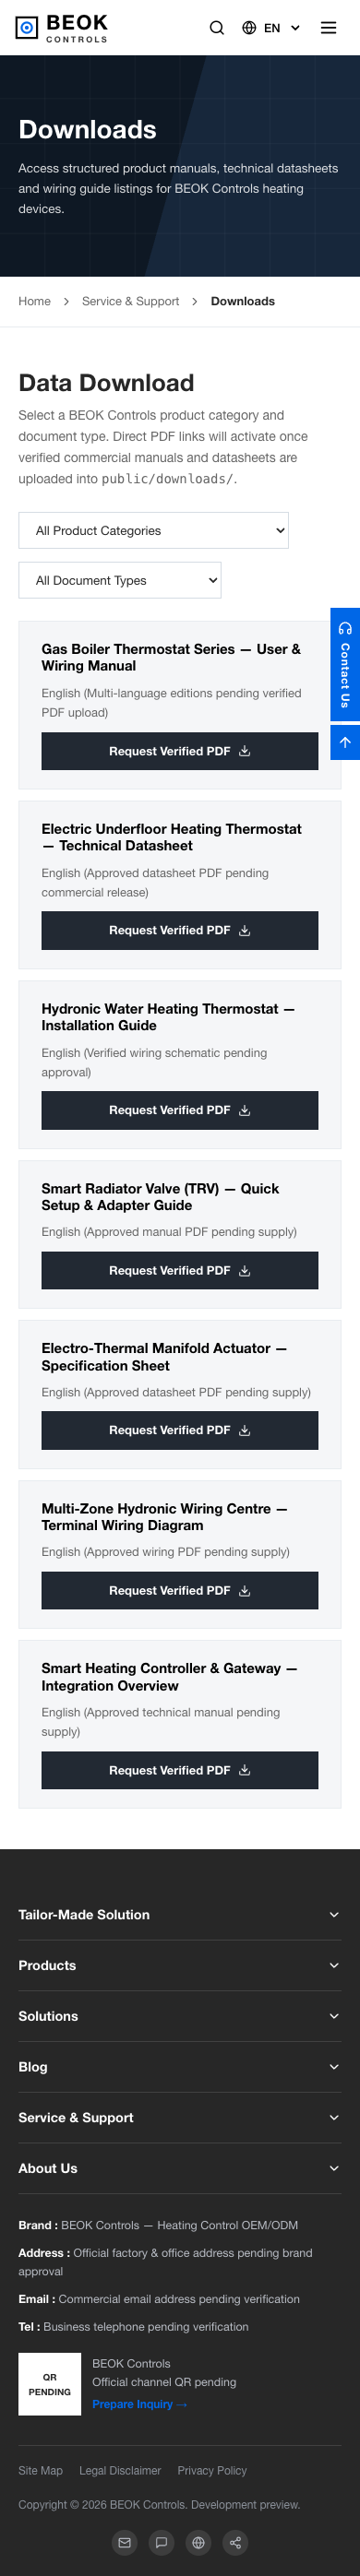 BEOK
CONTROLS
EN
Downloads
Access structured product manuals, technical datasheets
and wiring guide listings for BEOK Controls heating
devices.
Home > Service & Support > Downloads
Data Download
Select a BEOK Controls product category and
document type. Direct PDF links will activate once
verified commercial manuals and datasheets are
uploaded into public/downloads/.
All Product Categories
All Document Types
Contact Us
Gas Boiler Thermostat Series — User &
Wiring Manual
English (Multi-language editions pending verified
PDF upload)
Request Verified PDF
Electric Underfloor Heating Thermostat
— Technical Datasheet
English (Approved datasheet PDF pending
commercial release)
Request Verified PDF
Hydronic Water Heating Thermostat —
Installation Guide
English (Verified wiring schematic pending
approval)
Request Verified PDF
Smart Radiator Valve (TRV) — Quick
Setup & Adapter Guide
English (Approved manual PDF pending supply)
Request Verified PDF
Electro-Thermal Manifold Actuator —
Specification Sheet
English (Approved datasheet PDF pending supply)
Request Verified PDF
Multi-Zone Hydronic Wiring Centre —
Terminal Wiring Diagram
English (Approved wiring PDF pending supply)
Request Verified PDF
Smart Heating Controller & Gateway —
Integration Overview
English (Approved technical manual pending
supply)
Request Verified PDF
Tailor-Made Solution
Products
Solutions
Blog
Service & Support
About Us
Brand : BEOK Controls — Heating Control OEM/ODM
Address : Official factory & office address pending brand
approval
Email : Commercial email address pending verification
Tel : Business telephone pending verification
QR
PENDING
BEOK Controls
Official channel QR pending
Prepare Inquiry →
Site Map Legal Disclaimer Privacy Policy
Copyright © 2026 BEOK Controls. Development preview.